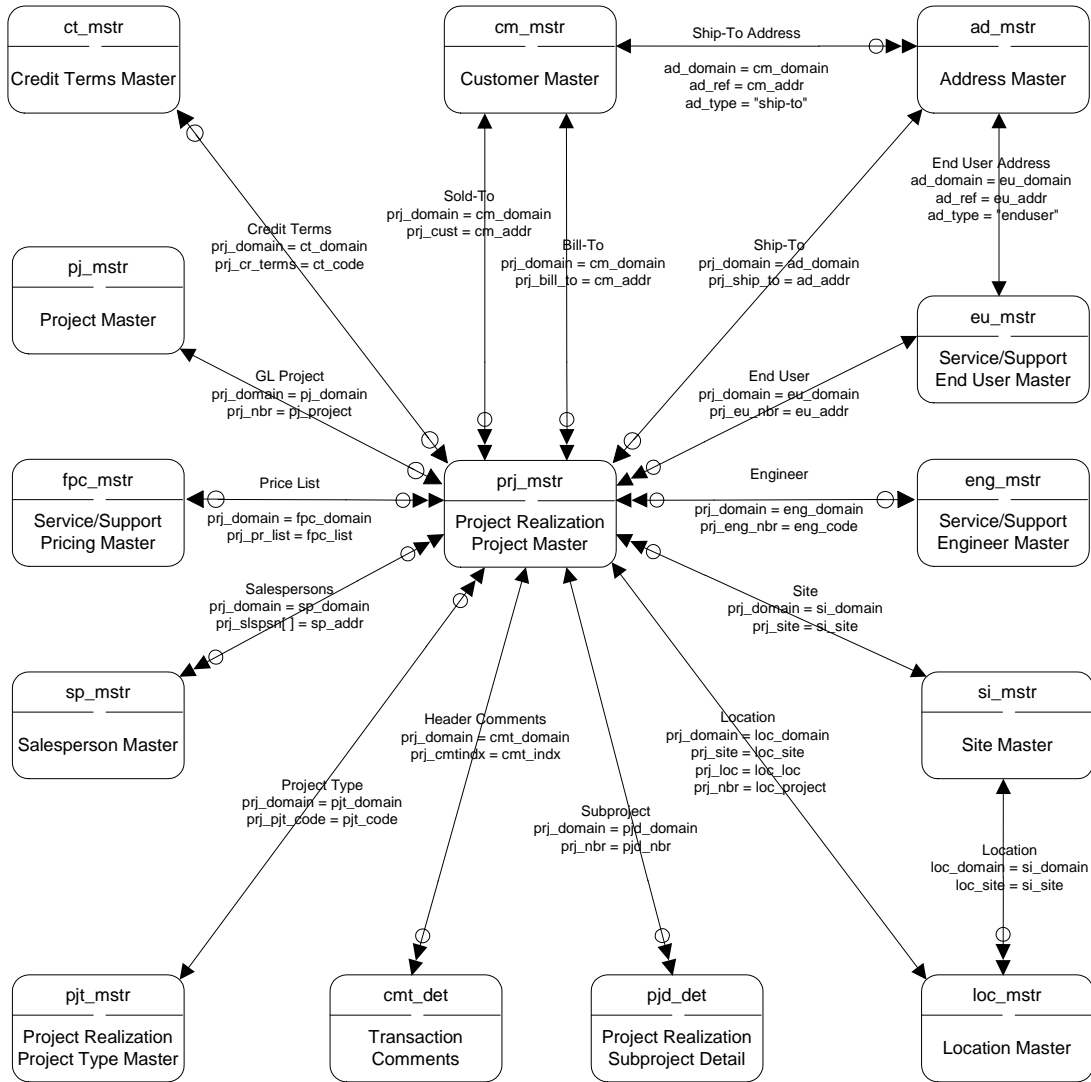 ct_mstr
Credit Terms Master
cm_mstr
Customer Master
Ship-To Address
ad_domain = cm_domain
ad_ref = cm_addr
ad_type = "ship-to"
ad_mstr
Address Master
Sold-To
prj_domain = cm_domain
prj_cust = cm_addr
Bill-To
prj_domain = cm_domain
prj_bill_to = cm_addr
Credit Terms
prj_domain = ct_domain
prj_cr_terms = ct_code
Ship-To
prj_domain = ad_domain
prj_ship_to = ad_addr
End User Address
ad_domain = eu_domain
ad_ref = eu_addr
ad_type = "enduser"
pj_mstr
Project Master
eu_mstr
Service/Support
End User Master
GL Project
prj_domain = pj_domain
prj_nbr = pj_project
End User
prj_domain = eu_domain
prj_eu_nbr = eu_addr
fpc_mstr
Service/Support
Pricing Master
Price List
prj_domain = fpc_domain
prj_pr_list = fpc_list
prj_mstr
Project Realization
Project Master
Engineer
prj_domain = eng_domain
prj_eng_nbr = eng_code
eng_mstr
Service/Support
Engineer Master
Salespersons
prj_domain = sp_domain
prj_slspsn[ ] = sp_addr
Site
prj_domain = si_domain
prj_site = si_site
sp_mstr
Salesperson Master
si_mstr
Site Master
Header Comments
prj_domain = cmt_domain
prj_cmtindx = cmt_indx
Location
prj_domain = loc_domain
prj_site = loc_site
prj_loc = loc_loc
prj_nbr = loc_project
Project Type
prj_domain = pjt_domain
prj_pjt_code = pjt_code
Subproject
prj_domain = pjd_domain
prj_nbr = pjd_nbr
Location
loc_domain = si_domain
loc_site = si_site
pjt_mstr
Project Realization
Project Type Master
cmt_det
Transaction
Comments
pjd_det
Project Realization
Subproject Detail
loc_mstr
Location Master